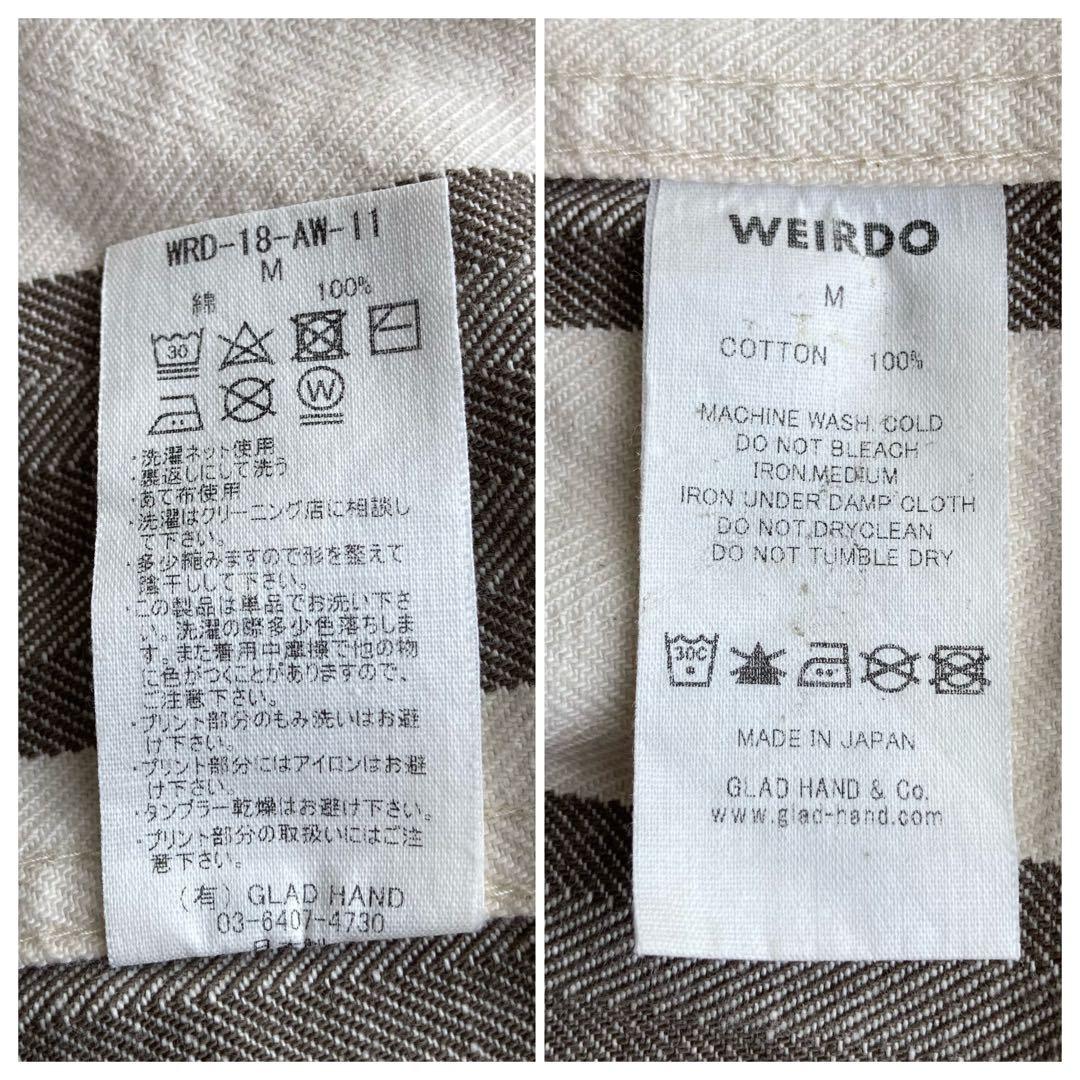 WRD-18-AW-11
M
綿 100%
30
W
・洗濯ネット使用
・裏返しにして洗う
・あて布使用
・洗濯はクリーニング店に相談し
て下さい。
・多少縮みますので形を整えて
陰干しして下さい。
・この製品は単品でお洗い下さ
い。洗濯の際多少色落ちしま
す。また着用中摩擦で他の物
に色がつくことがありますので、
ご注意下さい。
・プリント部分のもみ洗いはお避
け下さい。
・プリント部分にはアイロンはお避
け下さい。
・タンブラー乾燥はお避け下さい。
・プリント部分の取扱いにはご注
意下さい。
(有) GLAD HAND
03-6407-4730
WEIRDO
M
COTTON 100%
MACHINE WASH. COLD
DO NOT BLEACH
IRON.MEDIUM
IRON UNDER DAMP CLOTH
DO NOT.DRYCLEAN
DO NOT TUMBLE DRY
30C
MADE IN JAPAN
GLAD HAND & Co.
www.glad-hand.com